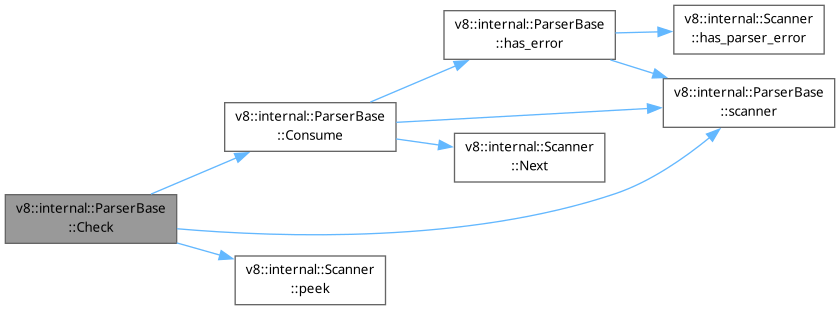 v8::internal::ParserBase
::Check
v8::internal::ParserBase
::Consume
v8::internal::ParserBase
::has_error
v8::internal::Scanner
::has_parser_error
v8::internal::ParserBase
::scanner
v8::internal::Scanner
::Next
v8::internal::Scanner
::peek